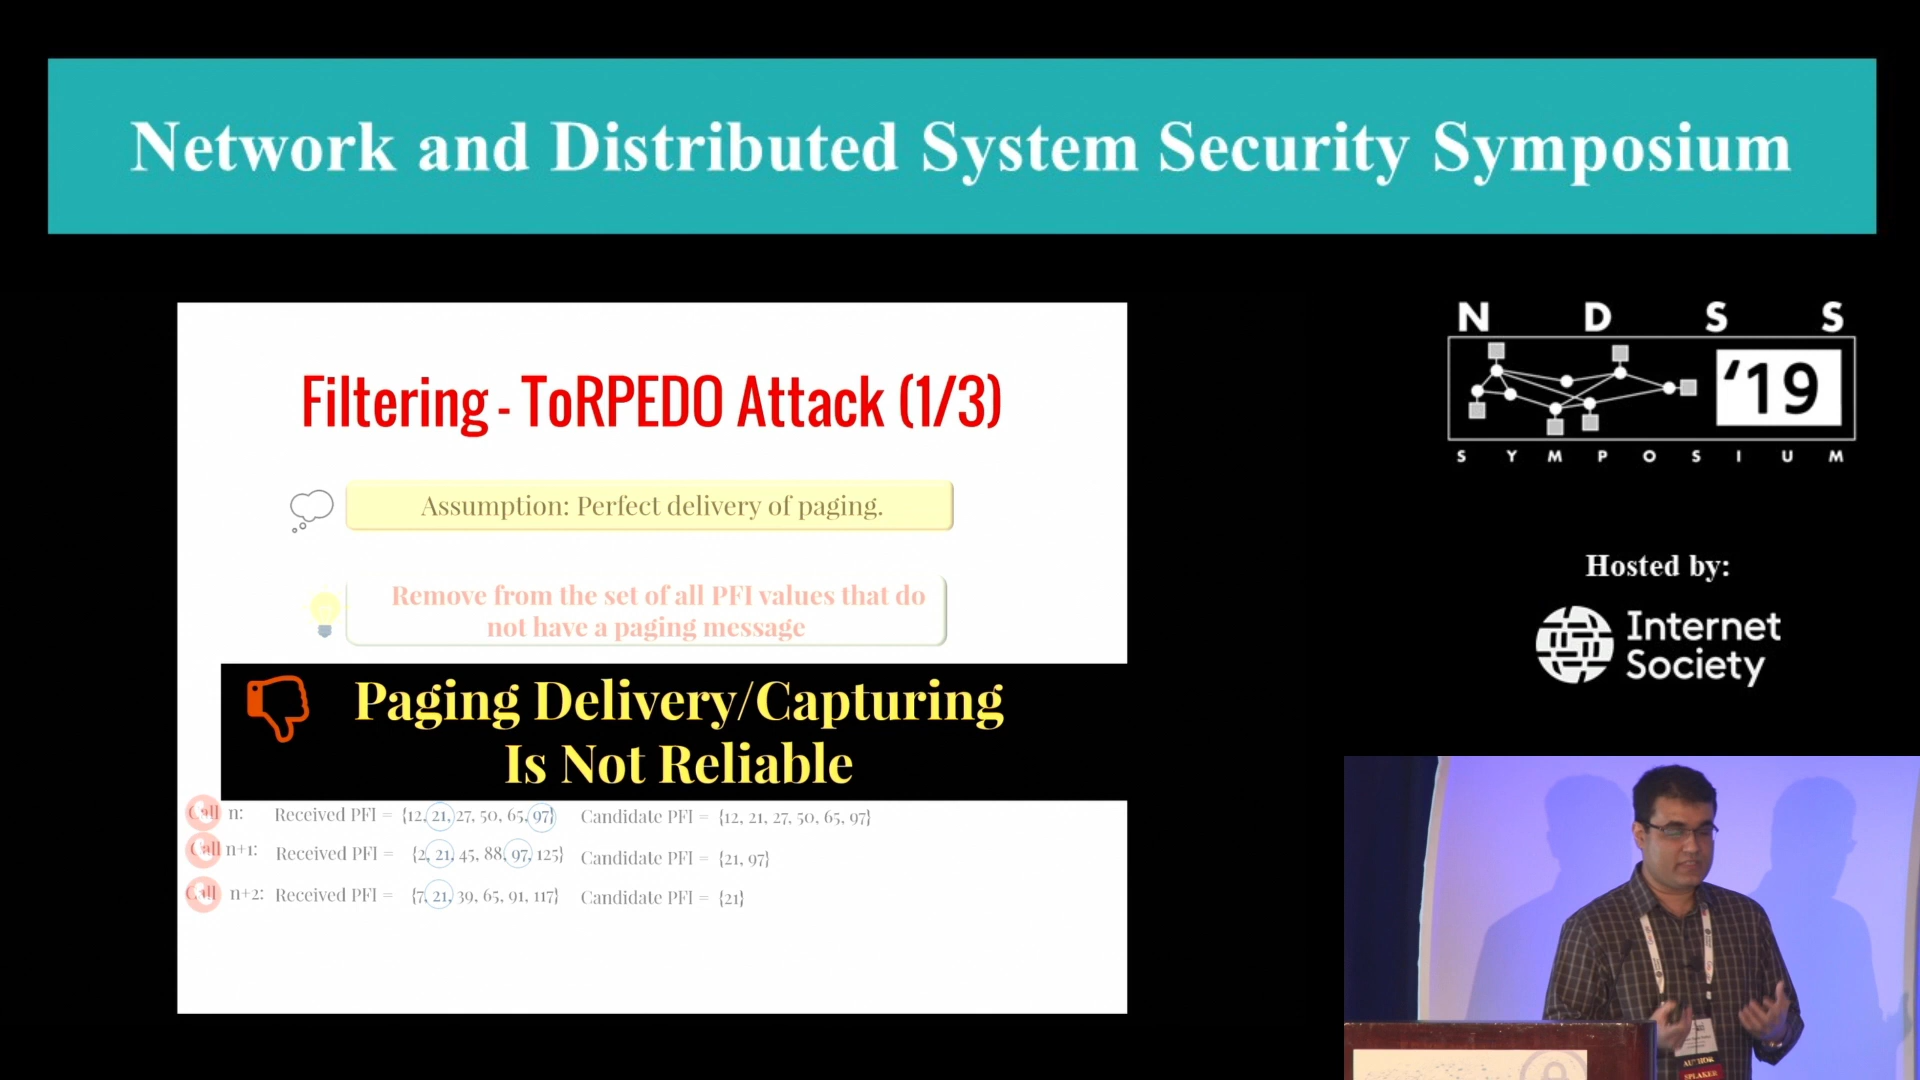 Network and Distributed System Security Symposium
N D S S
'19
S Y M P O S I U M
Filtering - ToRPEDO Attack (1/3)
Assumption: Perfect delivery of paging.
Remove from the set of all PFI values that do
not have a paging message
Paging Delivery/Capturing
Is Not Reliable
Call n: Received PFI = {12, 21, 27, 50, 65, 97} Candidate PFI = {12, 21, 27, 50, 65, 97}
Call n+1: Received PFI = {2, 21, 45, 88, 97, 125} Candidate PFI = {21, 97}
Call n+2: Received PFI = {7, 21, 39, 65, 91, 117} Candidate PFI = {21}
Hosted by:
Internet
Society
AUTHOR
SPEAKER